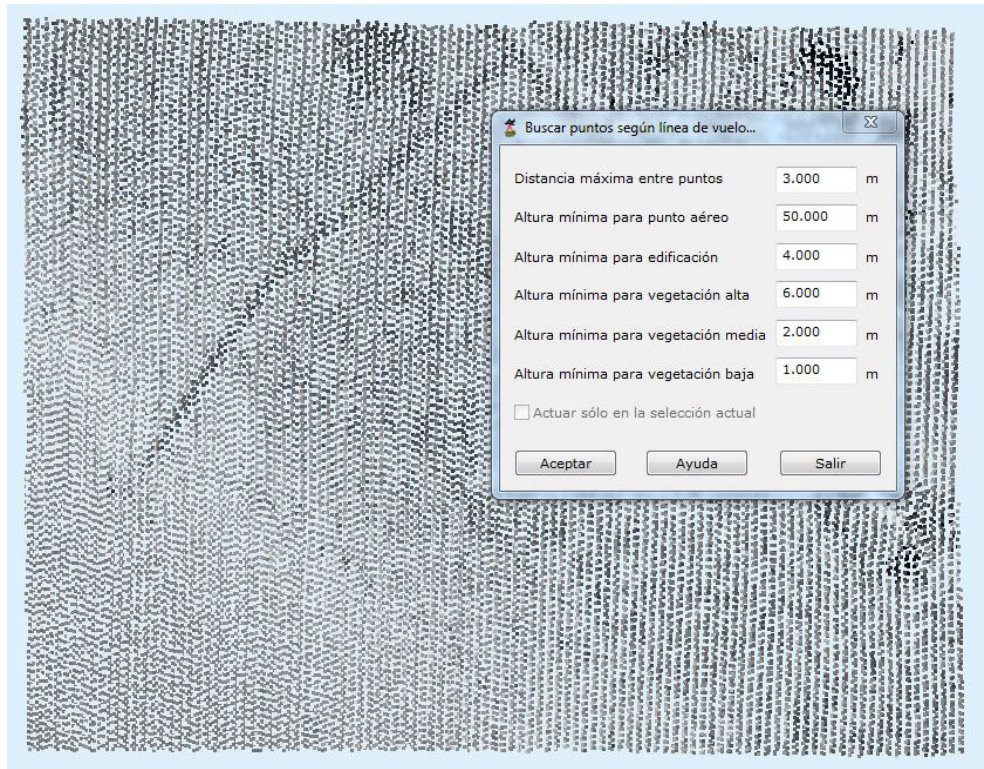 Buscar puntos según línea de vuelo...
Distancia máxima entre puntos 3.000 m
Altura mínima para punto aéreo 50.000 m
Altura mínima para edificación 4.000 m
Altura mínima para vegetación alta 6.000 m
Altura mínima para vegetación media 2.000 m
Altura mínima para vegetación baja 1.000 m
Actuar sólo en la selección actual
Aceptar Ayuda Salir